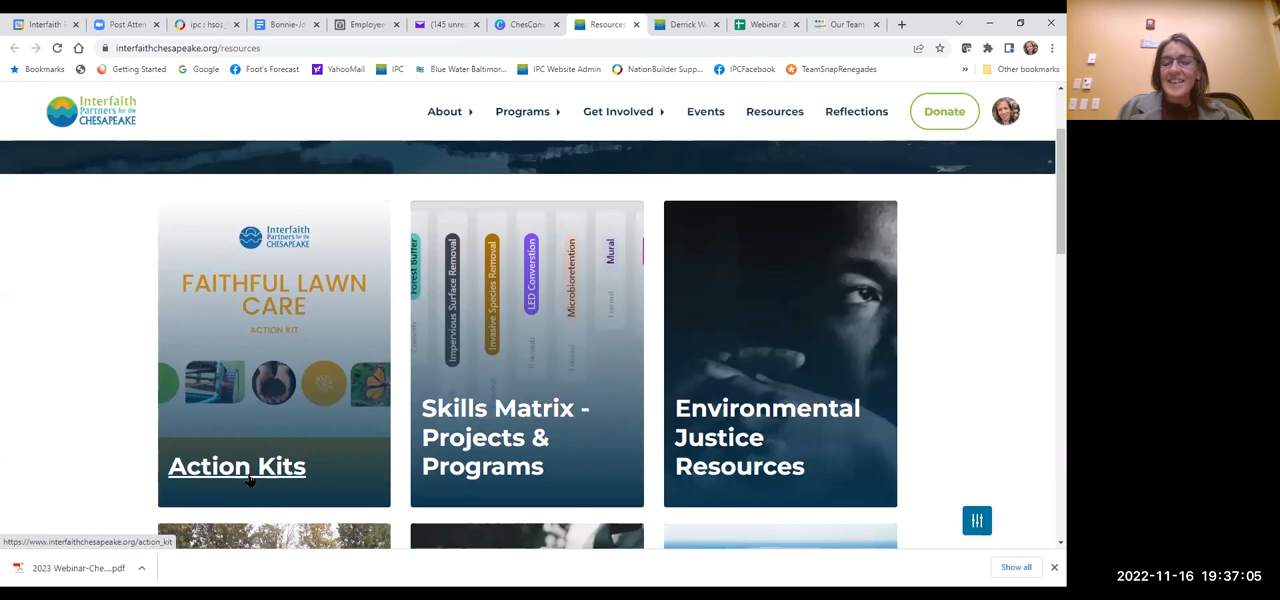 Interfaith F
Post Atten
ipc : hsos_
Bonnie-Jo
Employee
(145 unre
ChesCon
Resources
Derrick W
Webinar &
Our Team
interfaithchesapeake.org/resources
Bookmarks
Getting Started
Google
Foot's Forecast
YahooMail
IPC
Blue Water Baltimor...
IPC Website Admin
NationBuilder Supp...
IPCFacebook
TeamSnapRenegades
»
Other bookmarks
Interfaith
Partners for the
CHESAPEAKE
About
Programs
Get Involved
Events
Resources
Reflections
Donate
Interfaith
Partners for the
CHESAPEAKE
FAITHFUL LAWN
CARE
ACTION KIT
Action Kits
Forest Buffer
Impervious Surface Removal
Invasive Species Removal
LED Converstion
Microbioretention
Mural
1 record
Skills Matrix -
Projects &
Programs
Environmental
Justice
Resources
https://www.interfaithchesapeake.org/action_kit
2023 Webinar-Che....pdf
Show all
2022-11-16 19:37:05